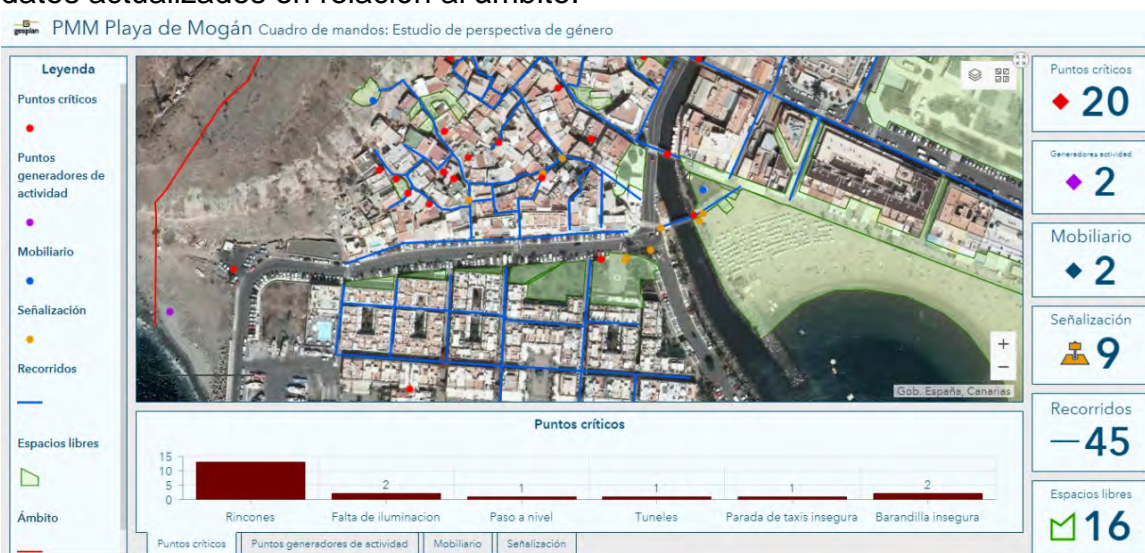 datos actualizados en relación al ámbito.
geoplan
PMM Playa de Mogán Cuadro de mandos: Estudio de perspectiva de género
Leyenda
Puntos críticos
Puntos
generadores de
actividad
Mobiliario
Señalización
Recorridos
Espacios libres
Ámbito
Gob. España, Canarias
Puntos críticos
15
10
5
0
2
1
1
1
2
Rincones
Falta de iluminacion
Paso a nivel
Tuneles
Parada de taxis insegura
Barandilla insegura
Puntos críticos
Puntos generadores de actividad
Mobiliario
Señalización
Puntos críticos
20
Generadores actividad
2
Mobiliario
2
Señalización
9
Recorridos
45
Espacios libres
16